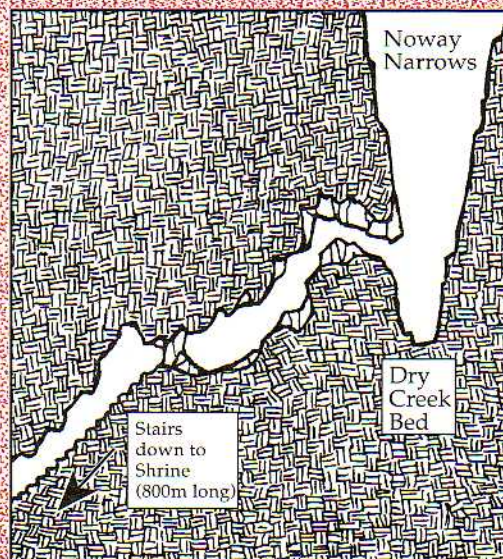 Noway
Narrows
Dry
Creek
Bed
Stairs
down to
Shrine
(800m long)